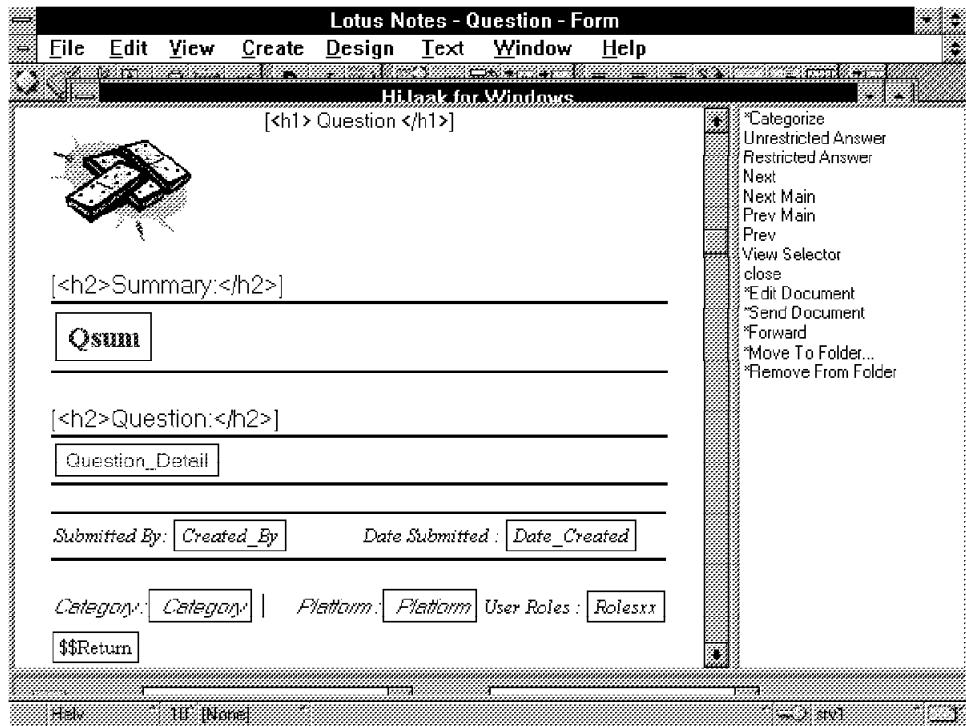 Lotus Notes - Question - Form
File Edit View Create Design Text Window Help
HiJaak for Windows
[<h1> Question </h1>]
[<h2>Summary:</h2>]
Qsum
[<h2>Question:</h2>]
Question_Detail
Submitted By: Created_By Date Submitted : Date_Created
Category: Category Platform: Platform User Roles : Rolesxx
$$Return
*Categorize
Unrestricted Answer
Restricted Answer
Next
Next Main
Prev Main
Prev
View Selector
close
*Edit Document
*Send Document
*Forward
*Move To Folder...
*Remove From Folder
Helv 10 [None]